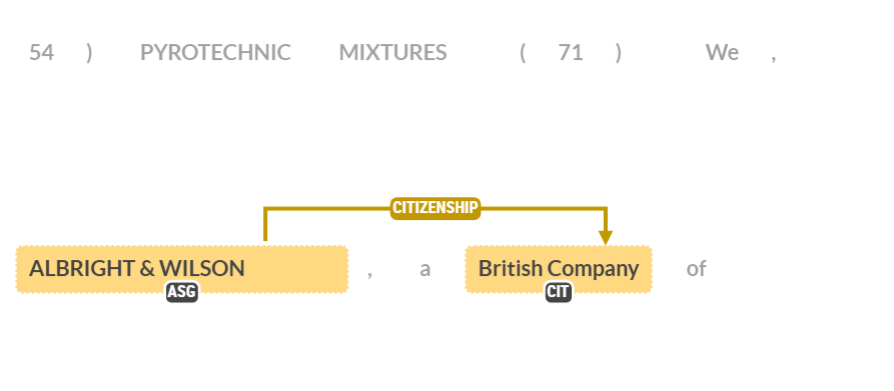 54 ) PYROTECHNIC MIXTURES ( 71 ) We ,
CITIZENSHIP
ALBRIGHT & WILSON , a British Company of
ASG CIT